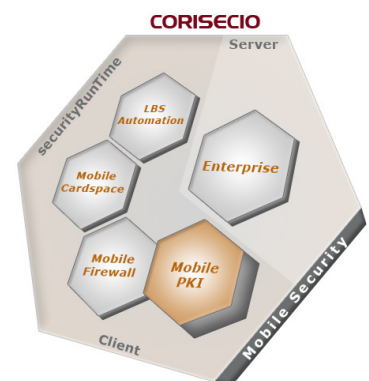 CORISECIO
Server
securityRunTime
LBS
Automation
Enterprise
Mobile
Cardspace
Mobile
Firewall
Mobile
PKI
Client
Mobile Security